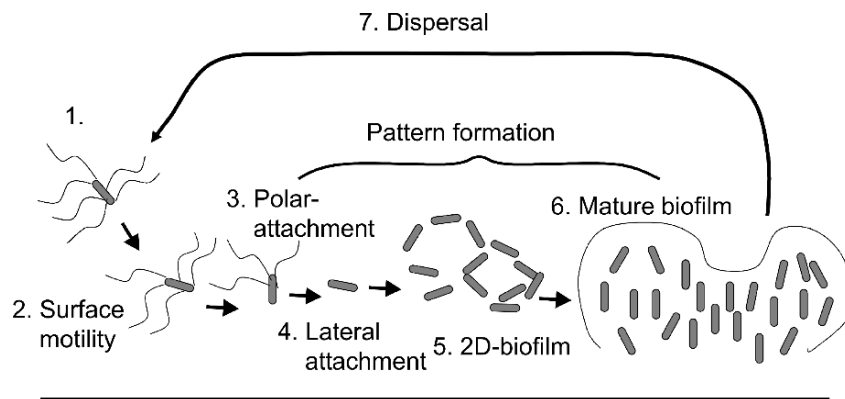 7. Dispersal
1.
Pattern formation
3. Polar-
attachment
6. Mature biofilm
2. Surface
motility
4. Lateral
attachment
5. 2D-biofilm